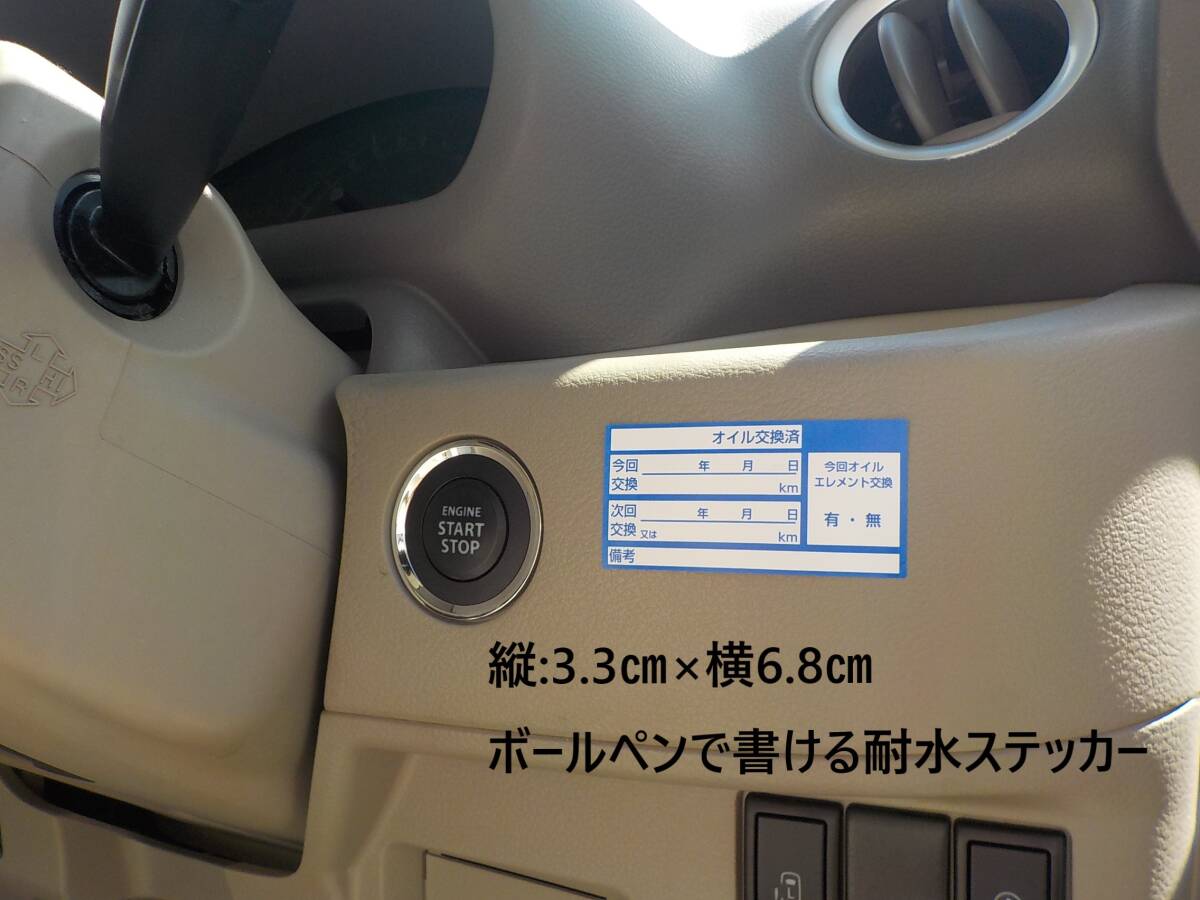 オイル交換済
今回 年 月 日
交換 km
今回オイル
エレメント交換
有・無
次回 年 月 日
交換 又は km
備考
ENGINE
START
STOP
縦:3.3㎝×横6.8㎝
ボールペンで書ける耐水ステッカー